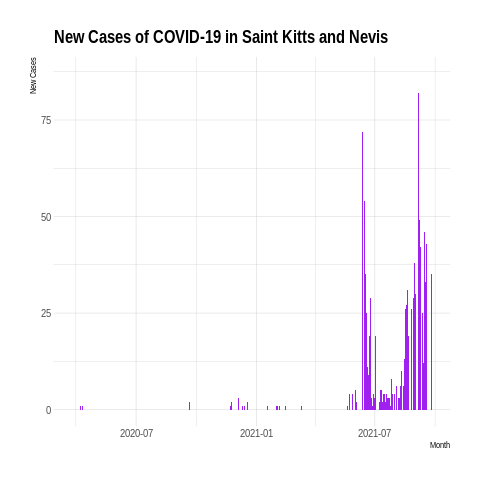 New Cases of COVID-19 in Saint Kitts and Nevis
New Cases
75
50
25
0
2020-07
2021-01
2021-07
Month